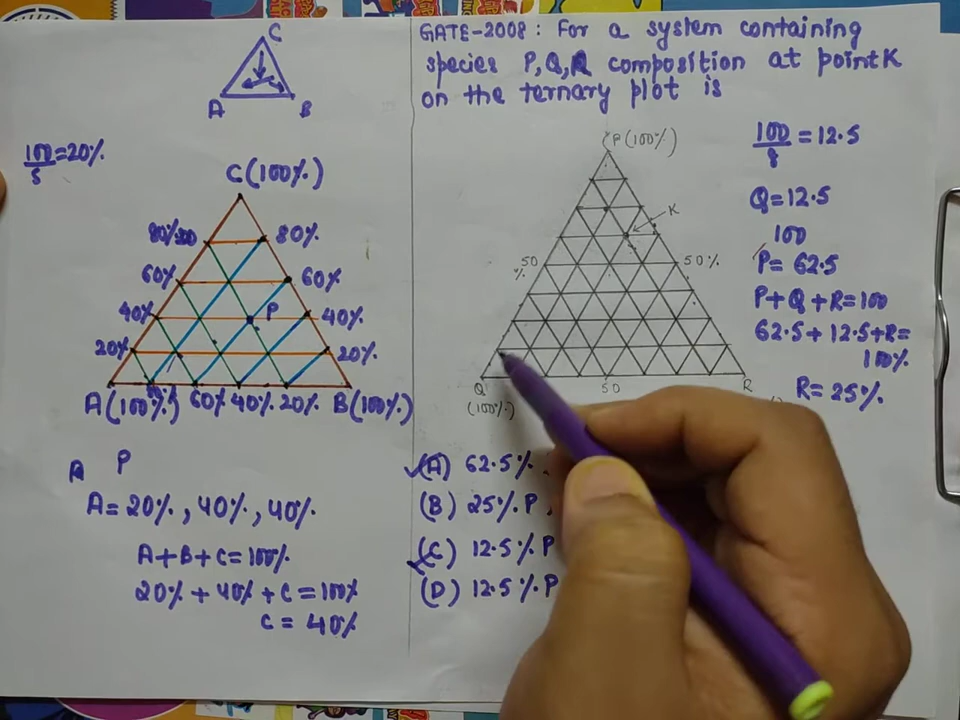 C
A
B
100/5=20%
C(100%)
80%
80%
60%
60%
40%
P
40%
20%
20%
A(100%)
60%
40%
20%
B(100%)
A P
A=20%, 40%, 40%
A+B+C=100%
20%+40%+C=100%
C=40%
GATE-2008: For a system containing
species P,Q,R composition at point K
on the ternary plot is
P(100%)
K
50
%
50%
Q
50
R
(100%)
100/8=12.5
Q=12.5
100
P=62.5
P+Q+R=100
62.5+12.5+R=
100%
R=25%
(A) 62.5%
(B) 25%.P,
(C) 12.5%P
(D) 12.5%P